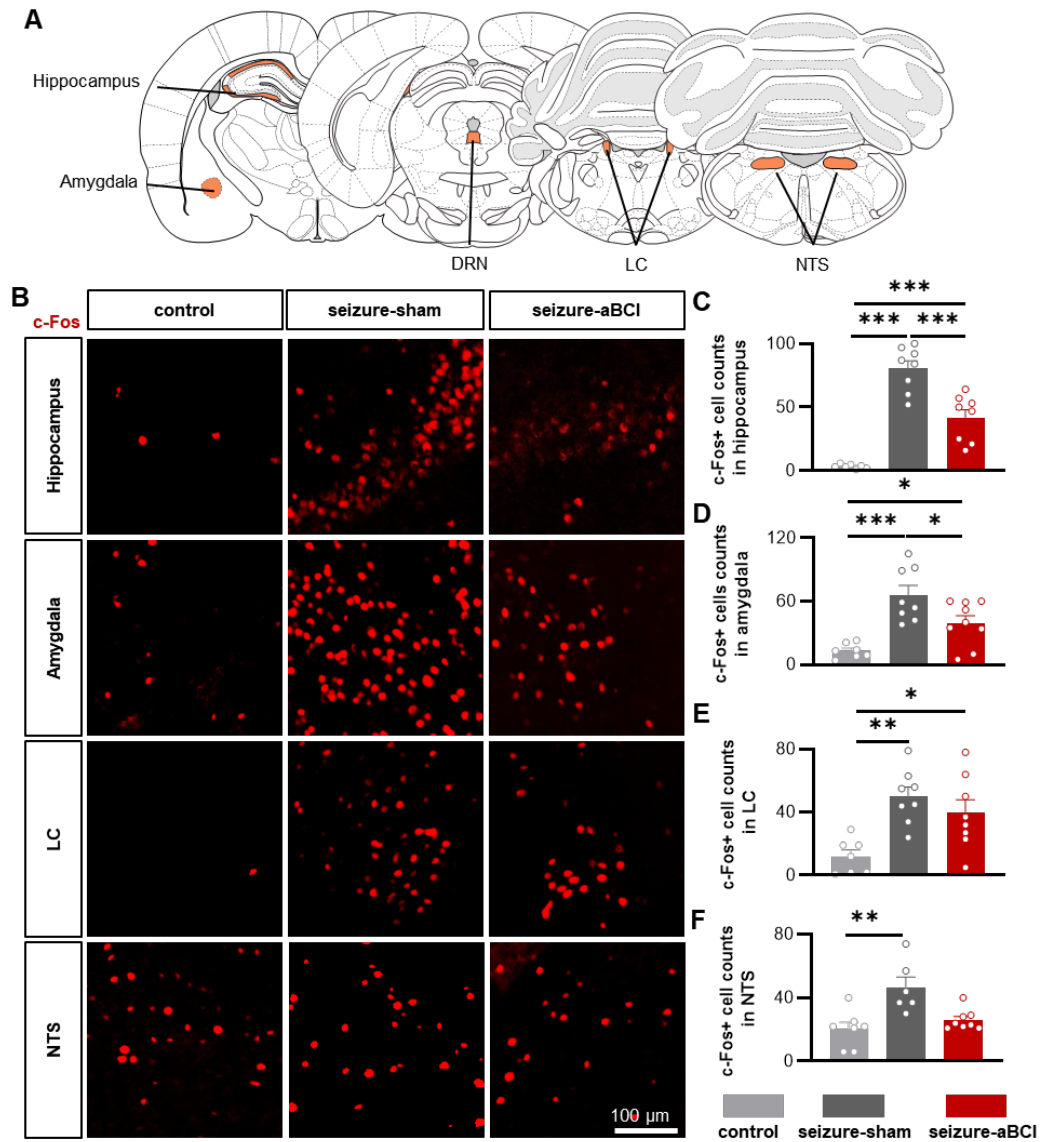 A
Hippocampus
Amygdala
DRN
LC
NTS
B
c-Fos
control
seizure-sham
seizure-aBCI
Hippocampus
Amygdala
LC
NTS
100 µm
C
c-Fos+ cell counts
in hippocampus
100
50
0
***
***
***
D
c-Fos+ cells counts
in amygdala
120
60
0
*
***
*
E
c-Fos+ cell counts
in LC
80
40
0
*
**
F
c-Fos+ cell counts
in NTS
80
40
0
**
control
seizure-sham
seizure-aBCI